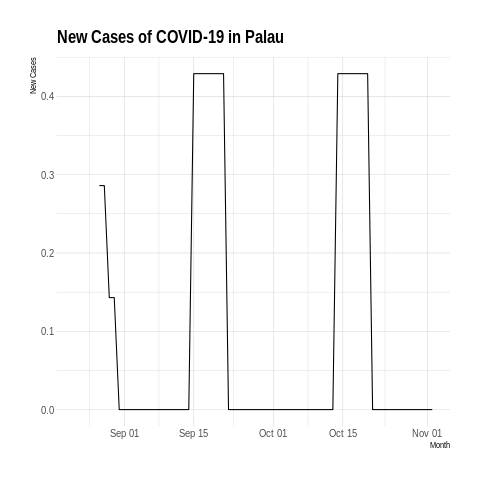 New Cases of COVID-19 in Palau
New Cases
0.4
0.3
0.2
0.1
0.0
Sep 01 Sep 15 Oct 01 Oct 15 Nov 01
Month